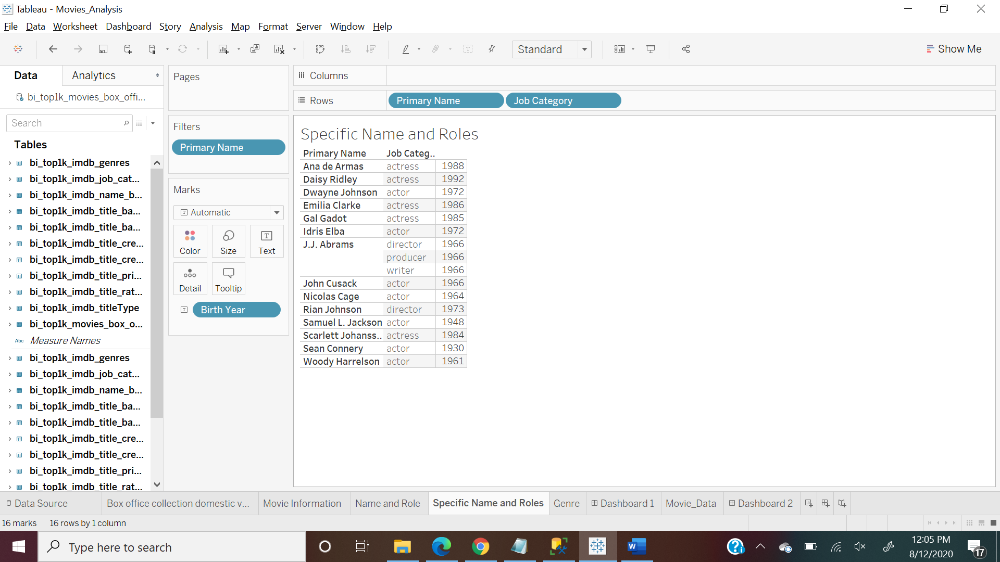 Tableau - Movies_Analysis
File Data Worksheet Dashboard Story Analysis Map Format Server Window Help
Standard
Show Me
Data Analytics
bi_top1k_movies_box_offi...
Search
Tables
bi_top1k_imdb_genres
bi_top1k_imdb_job_cat...
bi_top1k_imdb_name_b...
bi_top1k_imdb_title_ba...
bi_top1k_imdb_title_ba...
bi_top1k_imdb_title_cre...
bi_top1k_imdb_title_cre...
bi_top1k_imdb_title_pri...
bi_top1k_imdb_title_rat...
bi_top1k_imdb_titleType
bi_top1k_movies_box_o...
Abc Measure Names
bi_top1k_imdb_genres
bi_top1k_imdb_job_cat...
bi_top1k_imdb_name_b...
bi_top1k_imdb_title_ba...
bi_top1k_imdb_title_ba...
bi_top1k_imdb_title_cre...
bi_top1k_imdb_title_cre...
bi_top1k_imdb_title_pri...
bi_top1k_imdb_title_rat...
Pages
Filters
Primary Name
Marks
T Automatic
Color Size T Text
Detail Tooltip
T Birth Year
Columns
Rows Primary Name Job Category
Specific Name and Roles
Primary Name Job Categ..
Ana de Armas actress 1988
Daisy Ridley actress 1992
Dwayne Johnson actor 1972
Emilia Clarke actress 1986
Gal Gadot actress 1985
Idris Elba actor 1972
J.J. Abrams director 1966
producer 1966
writer 1966
John Cusack actor 1966
Nicolas Cage actor 1964
Rian Johnson director 1973
Samuel L. Jackson actor 1948
Scarlett Johanss.. actress 1984
Sean Connery actor 1930
Woody Harrelson actor 1961
Data Source Box office collection domestic v... Movie Information Name and Role Specific Name and Roles Genre Dashboard 1 Movie_Data Dashboard 2
16 marks 16 rows by 1 column
Type here to search
W
12:05 PM
8/12/2020
17